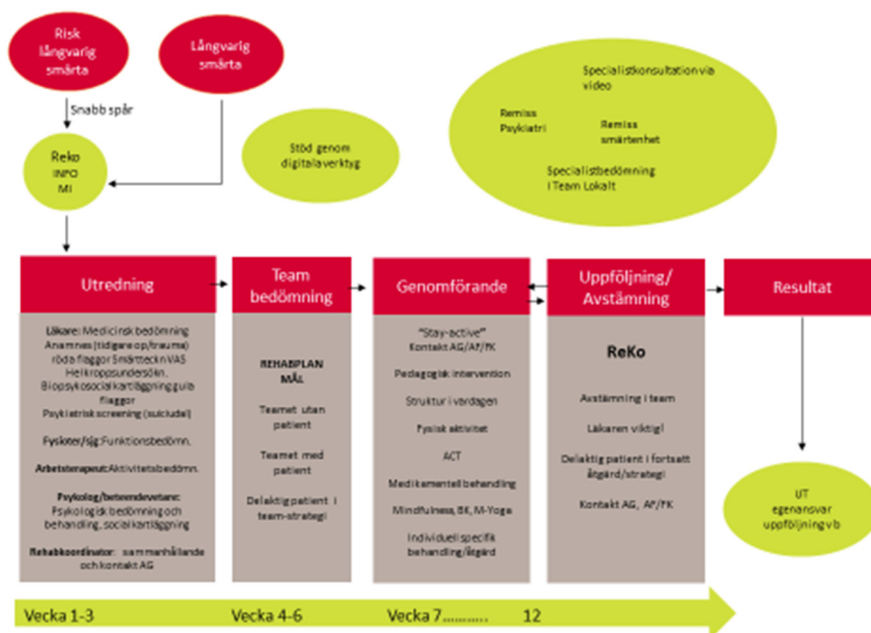 Risk
långvarig
smärta
Långvarig
smärta
Snabb spår
Reko
INFO
MI
Stöd genom
digitala verktyg
Specialistkonsultation via
video
Remiss
Psykiatri
Remiss
smärtenhet
Specialistbedömning
i Team Lokalt
Utredning
Läkare: Medicinsk bedömning
Anamnes (tidigare op/trauma)
röda flaggor Smärtteckn VAS
Helkroppsundersökn.
Biopsykosocial kartläggning gula
flaggor
Psykiatrisk screening (suicidal)
Fysioter/sjg: Funktionsbedömn.
Arbetsterapeut: Aktivitetsbedömn.
Psykolog/beteendevetare:
Psykologisk bedömning och
behandling, social kartläggning
Rehabkoordinator: sammanhållande
och kontakt AG
Team
bedömning
REHABPLAN
MÅL
Teamet utan
patient
Teamet med
patient
Delaktig patient i
team-strategi
Genomförande
"Stay-active"
Kontakt AG/AF/FK
Pedagogisk intervention
Struktur i vardagen
Fysisk aktivitet
ACT
Medikamentell behandling
Mindfulness, BK, M-Yoga
Individuell specifik
behandling/åtgärd
Uppföljning/
Avstämning
ReKo
Avstämning i team
Läkaren viktig!
Delaktig patient i fortsatt
åtgärd/strategi
Kontakt AG, AF/FK
Resultat
UT
egenansvar
uppföljning vb
Vecka 1-3
Vecka 4-6
Vecka 7...........
12